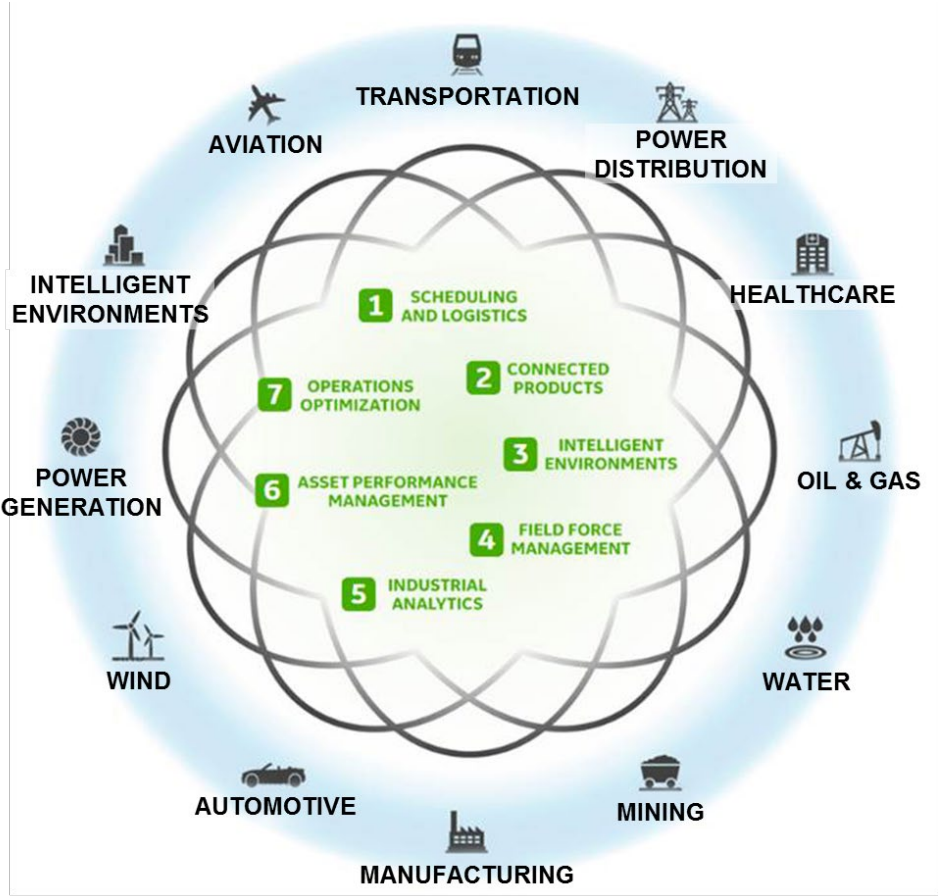 TRANSPORTATION
POWER
DISTRIBUTION
HEALTHCARE
OIL & GAS
WATER
MINING
MANUFACTURING
AUTOMOTIVE
WIND
POWER
GENERATION
INTELLIGENT
ENVIRONMENTS
AVIATION
1 SCHEDULING
AND LOGISTICS
2 CONNECTED
PRODUCTS
3 INTELLIGENT
ENVIRONMENTS
4 FIELD FORCE
MANAGEMENT
5 INDUSTRIAL
ANALYTICS
6 ASSET PERFORMANCE
MANAGEMENT
7 OPERATIONS
OPTIMIZATION